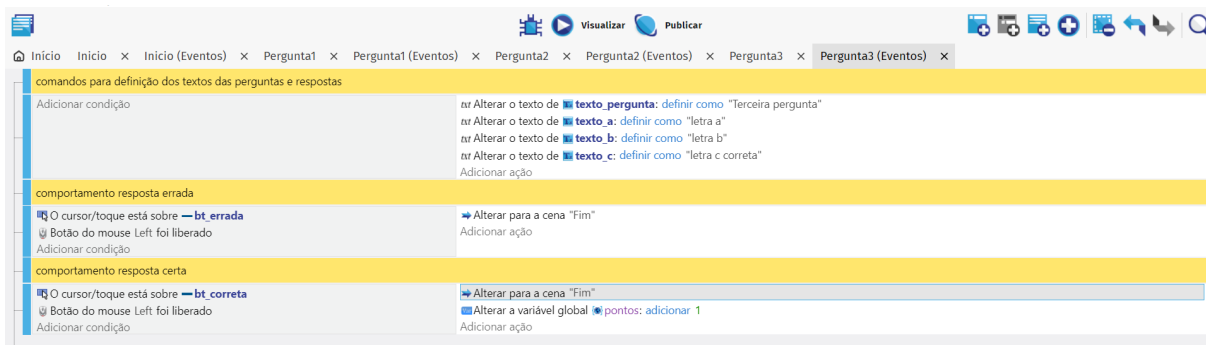 Visualizar Publicar
Início Inicio × Inicio (Eventos) × Pergunta1 × Pergunta1 (Eventos) × Pergunta2 × Pergunta2 (Eventos) × Pergunta3 × Pergunta3 (Eventos) ×
comandos para definição dos textos das perguntas e respostas
Adicionar condição
txt Alterar o texto de texto_pergunta: definir como "Terceira pergunta"
txt Alterar o texto de texto_a: definir como "letra a"
txt Alterar o texto de texto_b: definir como "letra b"
txt Alterar o texto de texto_c: definir como "letra c correta"
Adicionar ação
comportamento resposta errada
O cursor/toque está sobre bt_errada
Botão do mouse Left foi liberado
Adicionar condição
Alterar para a cena "Fim"
Adicionar ação
comportamento resposta certa
O cursor/toque está sobre bt_correta
Botão do mouse Left foi liberado
Adicionar condição
Alterar para a cena "Fim"
Alterar a variável global pontos: adicionar 1
Adicionar ação